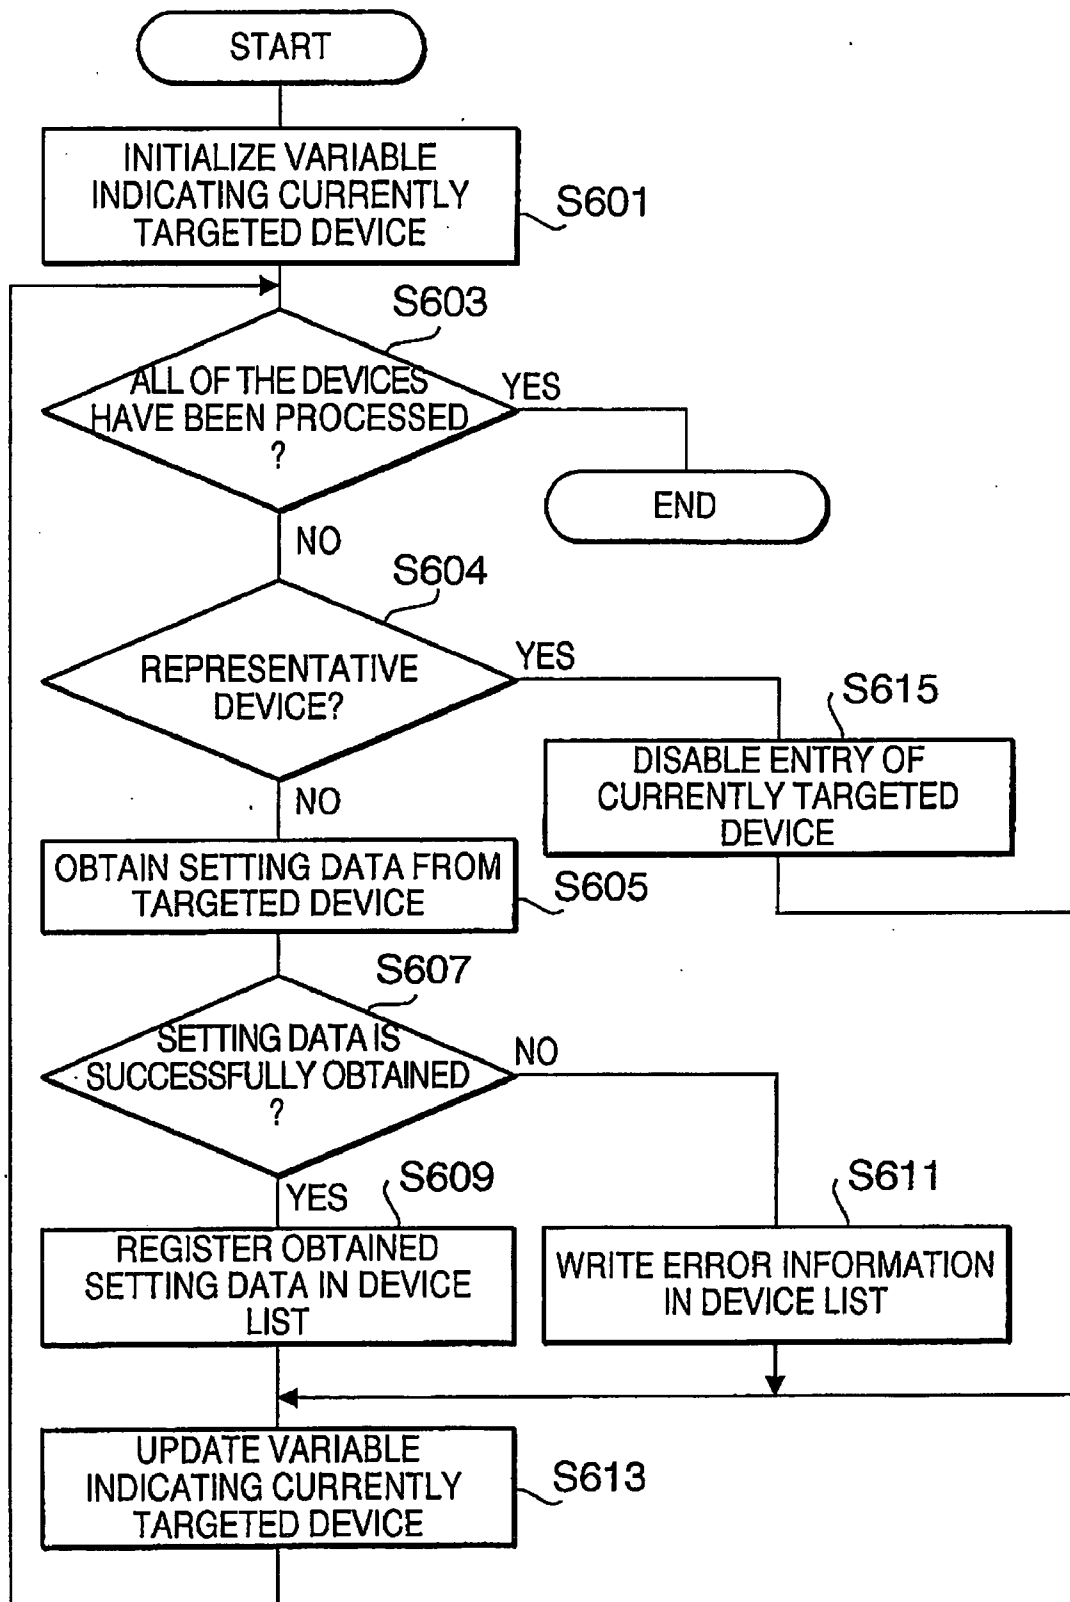 START
INITIALIZE VARIABLE
INDICATING CURRENTLY
TARGETED DEVICE
S601
S603
ALL OF THE DEVICES
HAVE BEEN PROCESSED
?
YES
END
NO
S604
REPRESENTATIVE
DEVICE?
YES
S615
DISABLE ENTRY OF
CURRENTLY TARGETED
DEVICE
NO
OBTAIN SETTING DATA FROM
TARGETED DEVICE
S605
S607
SETTING DATA IS
SUCCESSFULLY OBTAINED
?
NO
YES
S609
S611
REGISTER OBTAINED
SETTING DATA IN DEVICE
LIST
WRITE ERROR INFORMATION
IN DEVICE LIST
UPDATE VARIABLE
INDICATING CURRENTLY
TARGETED DEVICE
S613